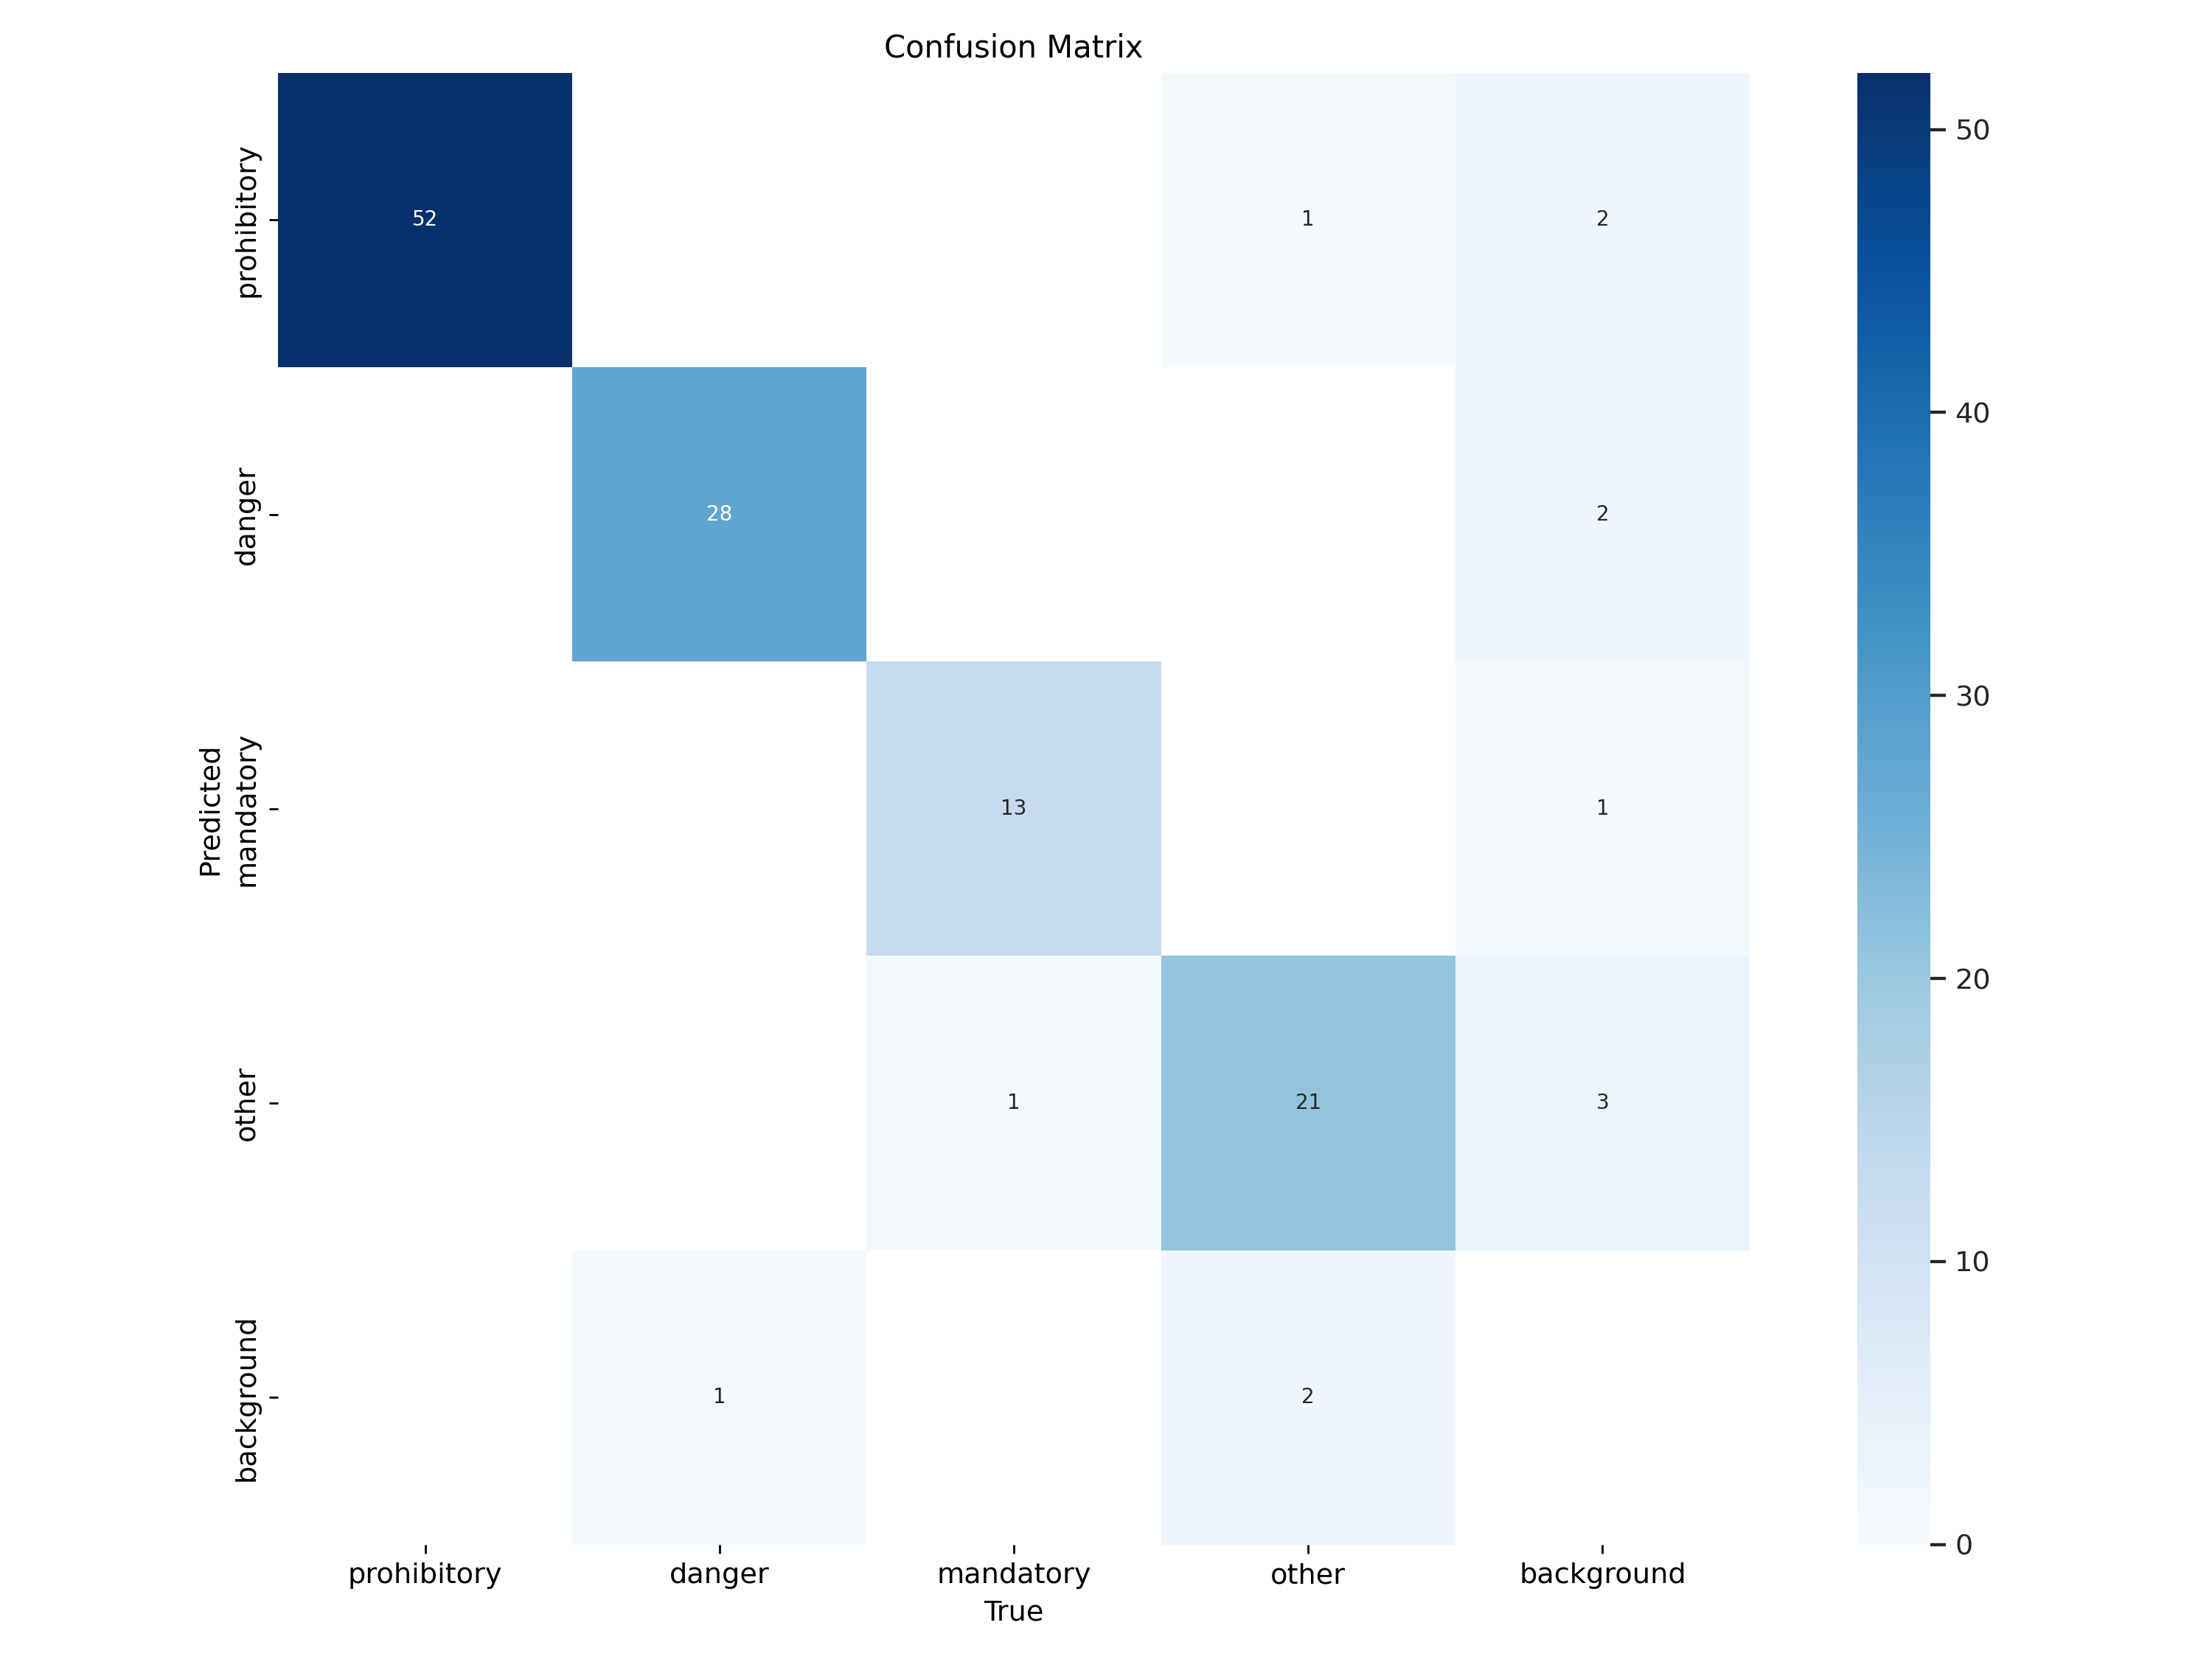 Confusion Matrix
prohibitory
52
1
2
50
40
danger
28
2
30
Predicted
mandatory
13
1
20
other
1
21
3
10
background
1
2
0
prohibitory
danger
mandatory
other
background
True